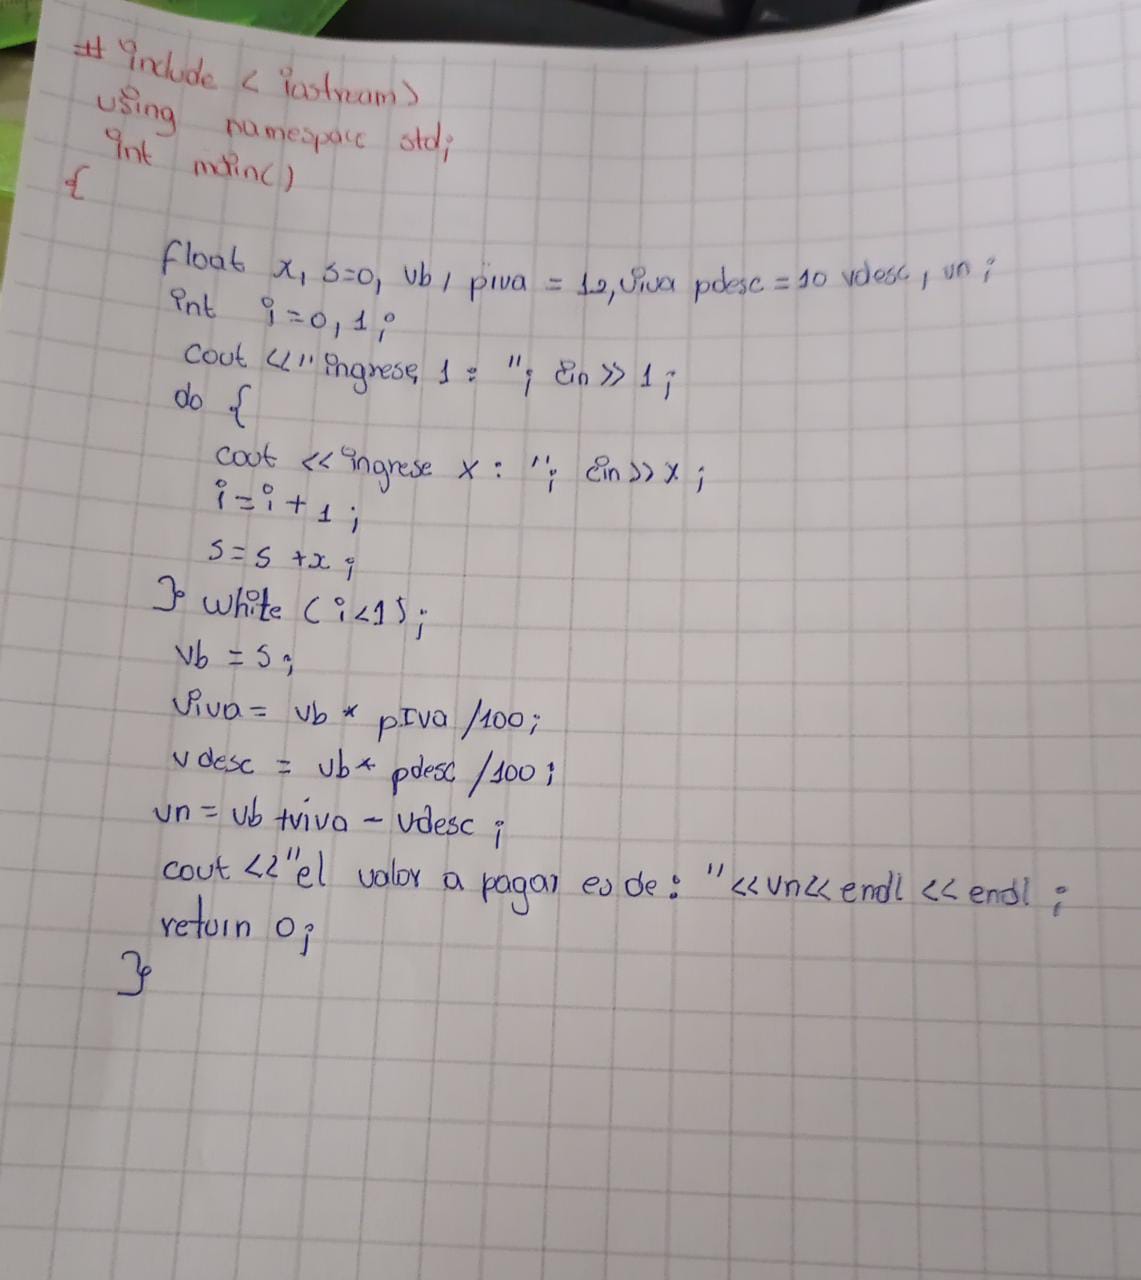 # include < iostream>
using namespace std;
int main()
{
float x, s=0, vb, piva = 12, viva pdesc = 10 vdesc, vn;
int i=0, 1;
cout <<" ingrese 1: "; cin >> 1;
do {
cout << ingrese x: "; cin>> x;
i=i+1;
s=s+x;
} white (i<1);
vb = s;
viva = vb * pIva /100;
vdesc = vb* pdesc /100;
vn = vb +viva - vdesc;
cout <<"el valor a pagar es de: "<<vn<< endl << endl;
return 0;
}